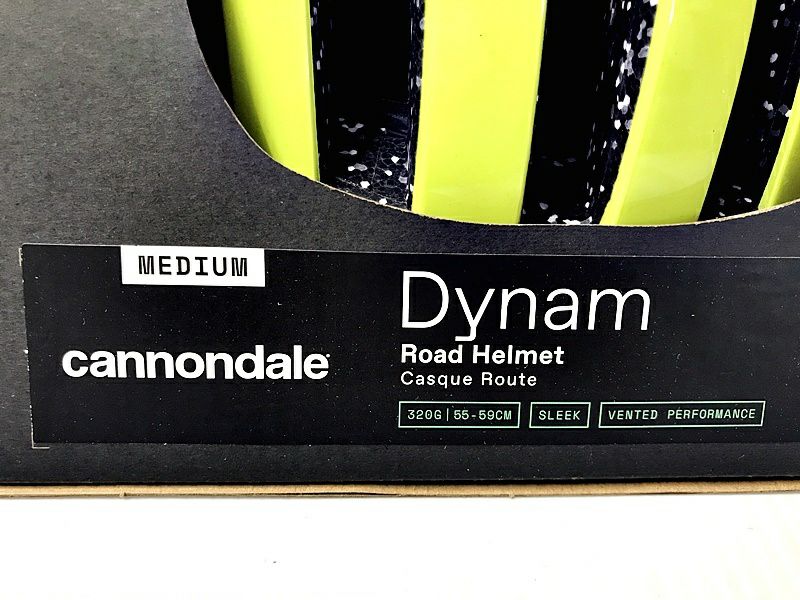 MEDIUM
cannondale
Dynam
Road Helmet
Casque Route
320G | 55-59CM
SLEEK
VENTED PERFORMANCE